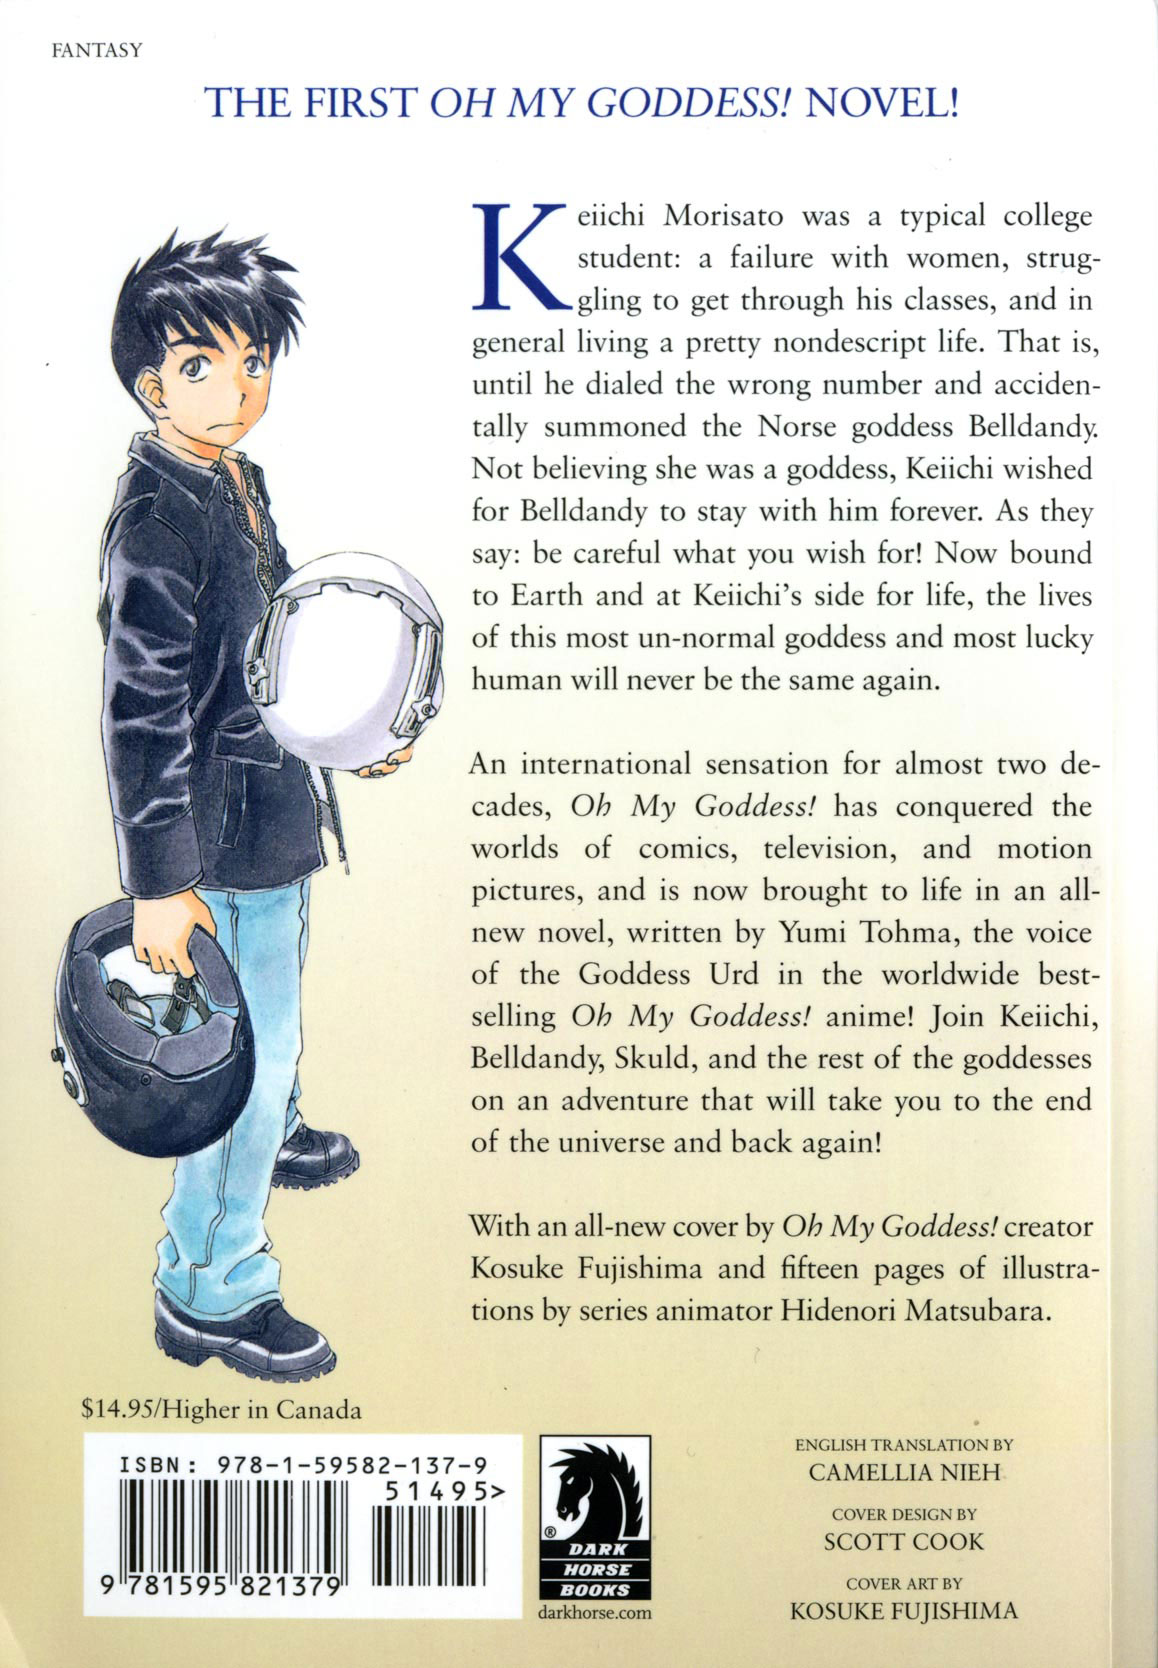 FANTASY
THE FIRST OH MY GODDESS! NOVEL!
Keiichi Morisato was a typical college
student: a failure with women, strug-
gling to get through his classes, and in
general living a pretty nondescript life. That is,
until he dialed the wrong number and acciden-
tally summoned the Norse goddess Belldandy.
Not believing she was a goddess, Keiichi wished
for Belldandy to stay with him forever. As they
say: be careful what you wish for! Now bound
to Earth and at Keiichi's side for life, the lives
of this most un-normal goddess and most lucky
human will never be the same again.
An international sensation for almost two de-
cades, Oh My Goddess! has conquered the
worlds of comics, television, and motion
pictures, and is now brought to life in an all-
new novel, written by Yumi Tohma, the voice
of the Goddess Urd in the worldwide best-
selling Oh My Goddess! anime! Join Keiichi,
Belldandy, Skuld, and the rest of the goddesses
on an adventure that will take you to the end
of the universe and back again!
With an all-new cover by Oh My Goddess! creator
Kosuke Fujishima and fifteen pages of illustra-
tions by series animator Hidenori Matsubara.
$14.95/Higher in Canada
ISBN: 978-1-59582-137-9
51495>
9 781595 821379
®
DARK
HORSE
BOOKS
darkhorse.com
ENGLISH TRANSLATION BY
CAMELLIA NIEH
COVER DESIGN BY
SCOTT COOK
COVER ART BY
KOSUKE FUJISHIMA